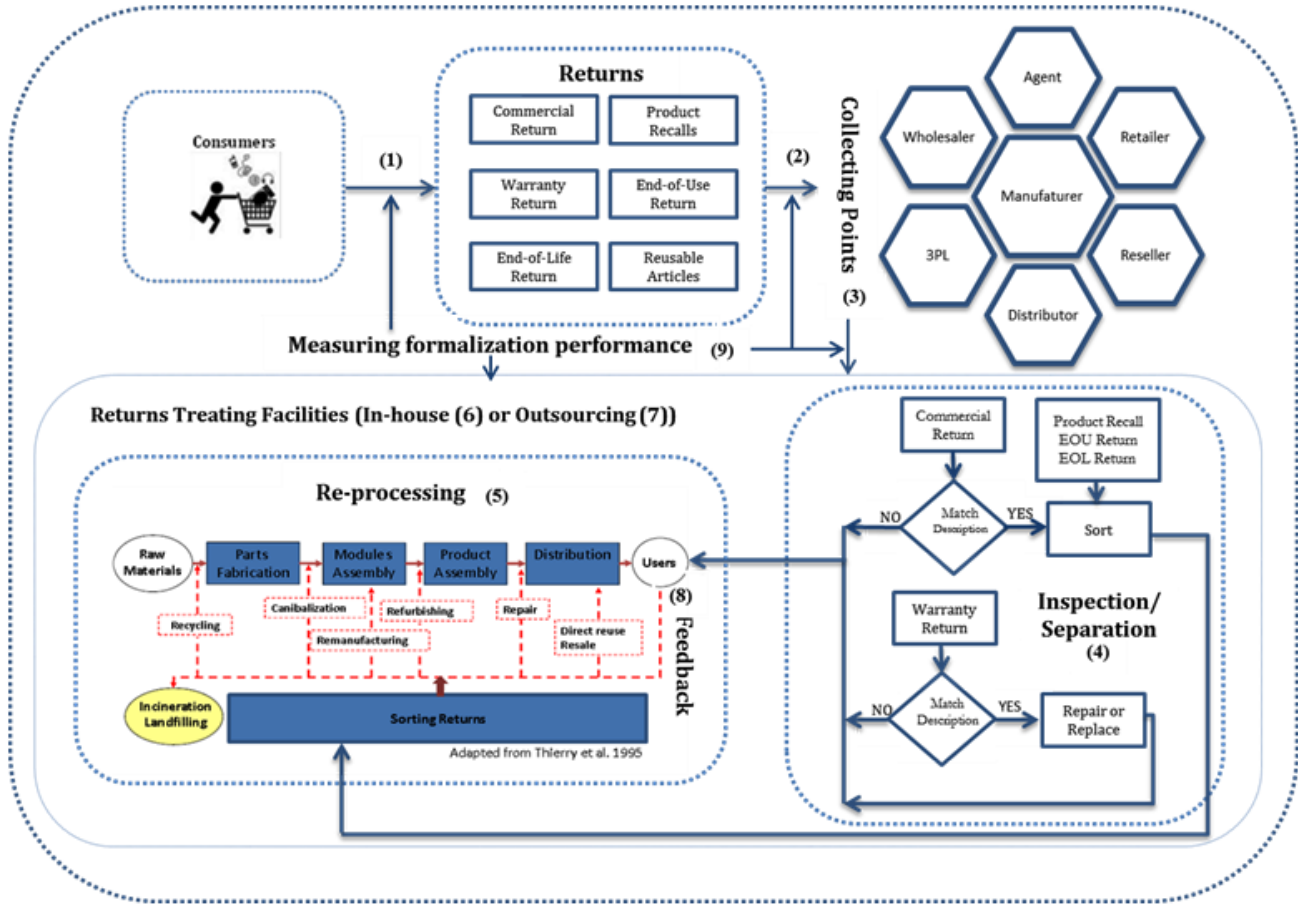 Consumers
(1)
Returns
Commercial
Return
Product
Recalls
Warranty
Return
End-of-Use
Return
End-of-Life
Return
Reusable
Articles
(2)
Collecting Points
(3)
Agent
Wholesaler
Retailer
Manufaturer
3PL
Reseller
Distributor
Measuring formalization performance (9)
Returns Treating Facilities (In-house (6) or Outsourcing (7))
Re-processing (5)
Raw
Materials
Parts
Fabrication
Modules
Assembly
Product
Assembly
Distribution
Users
Recycling
Canibalization
Remanufacturing
Refurbishing
Repair
Direct reuse
Resale
(8)
Feedback
Incineration
Landfilling
Sorting Returns
Adapted from Thierry et al. 1995
Commercial
Return
Product Recall
EOU Return
EOL Return
NO
Match
Description
YES
Sort
Warranty
Return
Inspection/
Separation
(4)
NO
Match
Description
YES
Repair or
Replace